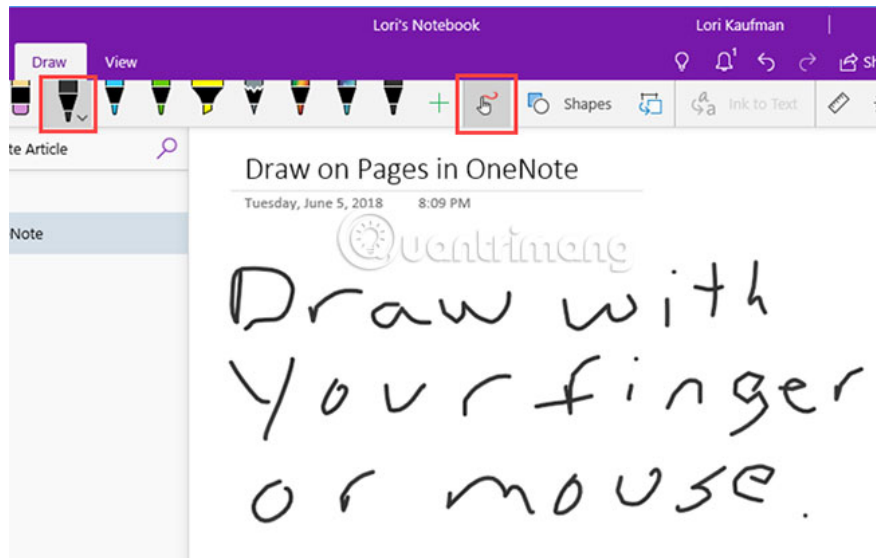 Lori's Notebook Lori Kaufman
Draw View 1
Shapes Ink to Text
te Article
Draw on Pages in OneNote
Tuesday, June 5, 2018 8:09 PM
Note
Quantrimang
Draw with
Your finger
or mouse.